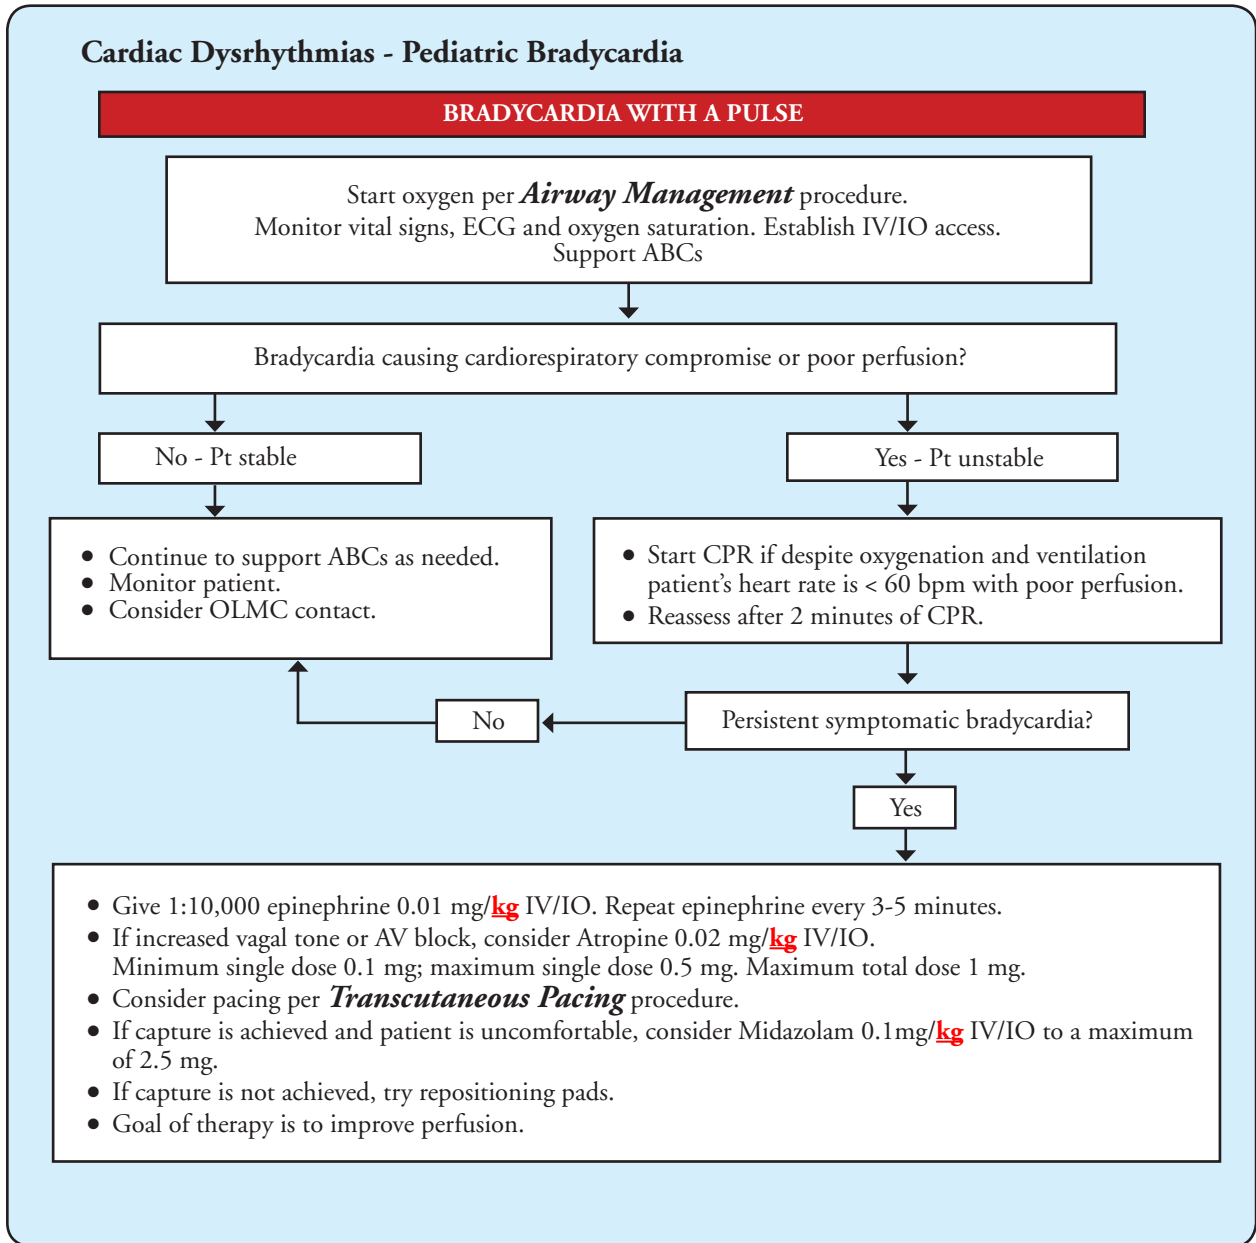 Cardiac Dysrhythmias - Pediatric Bradycardia
BRADYCARDIA WITH A PULSE
Start oxygen per Airway Management procedure.
Monitor vital signs, ECG and oxygen saturation. Establish IV/IO access.
Support ABCs
Bradycardia causing cardiorespiratory compromise or poor perfusion?
No - Pt stable
Yes - Pt unstable
• Continue to support ABCs as needed.
• Monitor patient.
• Consider OLMC contact.
• Start CPR if despite oxygenation and ventilation
patient's heart rate is < 60 bpm with poor perfusion.
• Reassess after 2 minutes of CPR.
No
Persistent symptomatic bradycardia?
Yes
• Give 1:10,000 epinephrine 0.01 mg/kg IV/IO. Repeat epinephrine every 3-5 minutes.
• If increased vagal tone or AV block, consider Atropine 0.02 mg/kg IV/IO.
Minimum single dose 0.1 mg; maximum single dose 0.5 mg. Maximum total dose 1 mg.
• Consider pacing per Transcutaneous Pacing procedure.
• If capture is achieved and patient is uncomfortable, consider Midazolam 0.1mg/kg IV/IO to a maximum
of 2.5 mg.
• If capture is not achieved, try repositioning pads.
• Goal of therapy is to improve perfusion.